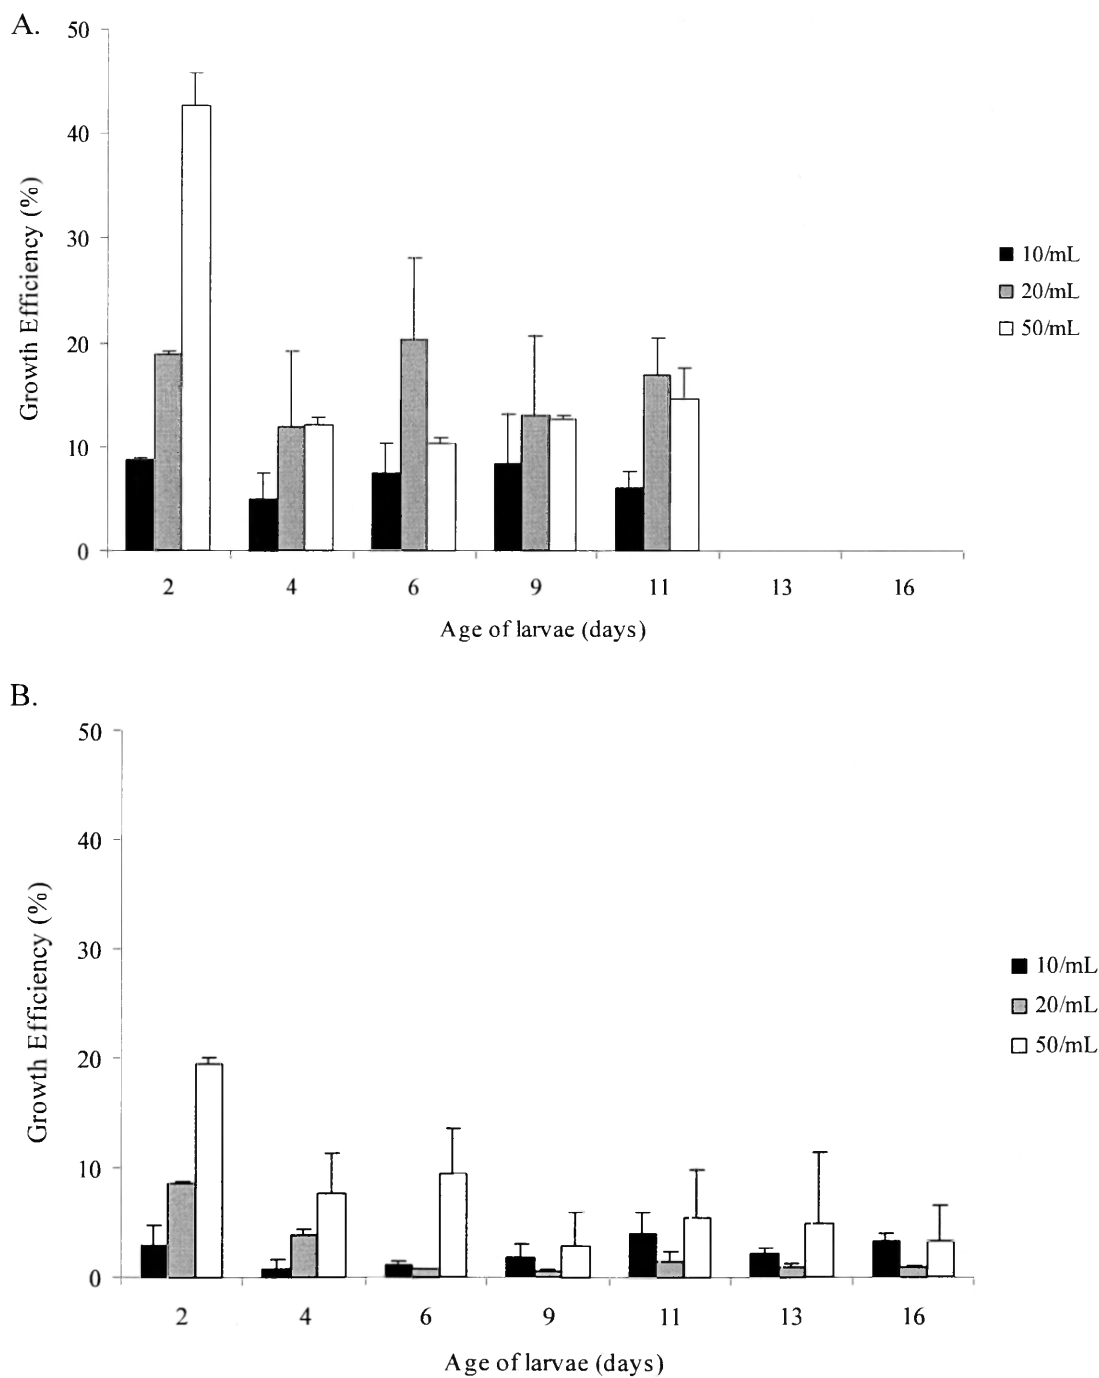 A.
50
40
30
20
10
0
Growth Efficiency (%)
10/mL
20/mL
50/mL
2 4 6 9 11 13 16
Age of larvae (days)
B.
50
40
30
20
10
0
Growth Efficiency (%)
10/mL
20/mL
50/mL
2 4 6 9 11 13 16
Age of larvae (days)